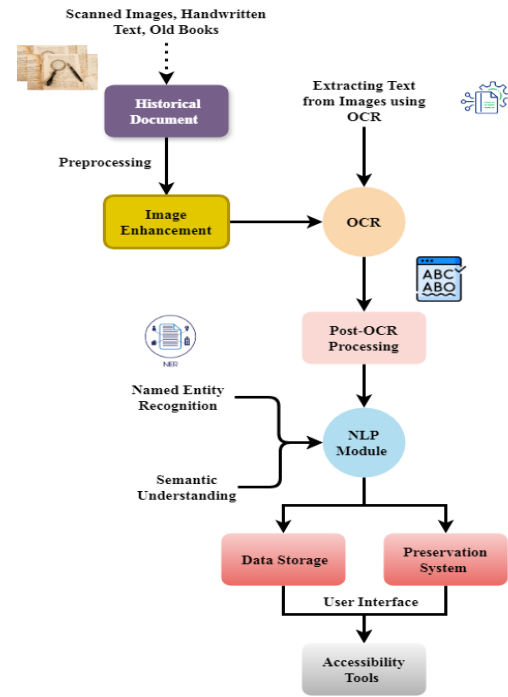 Scanned Images, Handwritten
Text, Old Books
Historical
Document
Extracting Text
from Images using
OCR
Preprocessing
Image
Enhancement
OCR
ABC
ABO
Post-OCR
Processing
NER
Named Entity
Recognition
NLP
Module
Semantic
Understanding
Data Storage
Preservation
System
User Interface
Accessibility
Tools